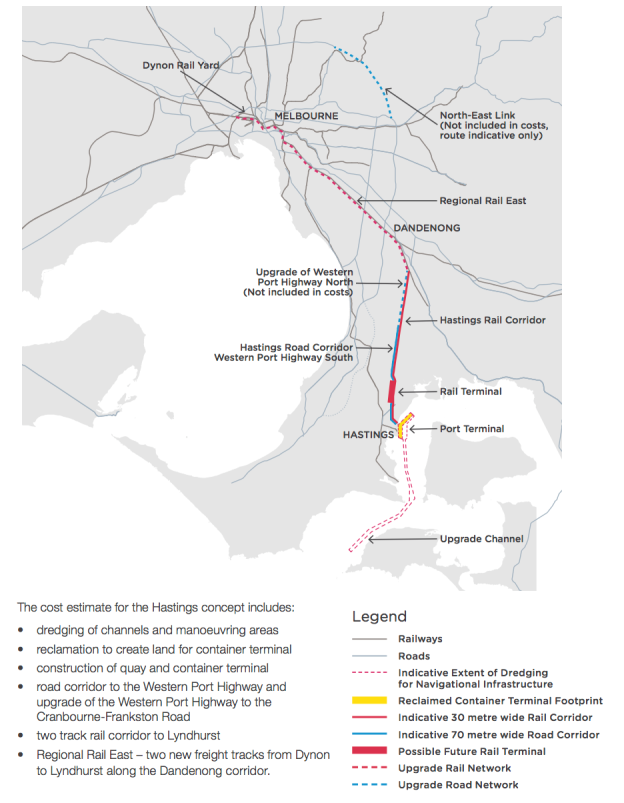 Dynon Rail Yard
MELBOURNE
North-East Link
(Not included in costs,
route indicative only)
Regional Rail East
DANDENONG
Upgrade of Western
Port Highway North
(Not included in costs)
Hastings Rail Corridor
Hastings Road Corridor
Western Port Highway South
Rail Terminal
HASTINGS
Port Terminal
Upgrade Channel
The cost estimate for the Hastings concept includes:
• dredging of channels and manoeuvring areas
• reclamation to create land for container terminal
• construction of quay and container terminal
• road corridor to the Western Port Highway and
upgrade of the Western Port Highway to the
Cranbourne-Frankston Road
• two track rail corridor to Lyndhurst
• Regional Rail East – two new freight tracks from Dynon
to Lyndhurst along the Dandenong corridor.
Legend
Railways
Roads
Indicative Extent of Dredging
for Navigational Infrastructure
Reclaimed Container Terminal Footprint
Indicative 30 metre wide Rail Corridor
Indicative 70 metre wide Road Corridor
Possible Future Rail Terminal
Upgrade Rail Network
Upgrade Road Network